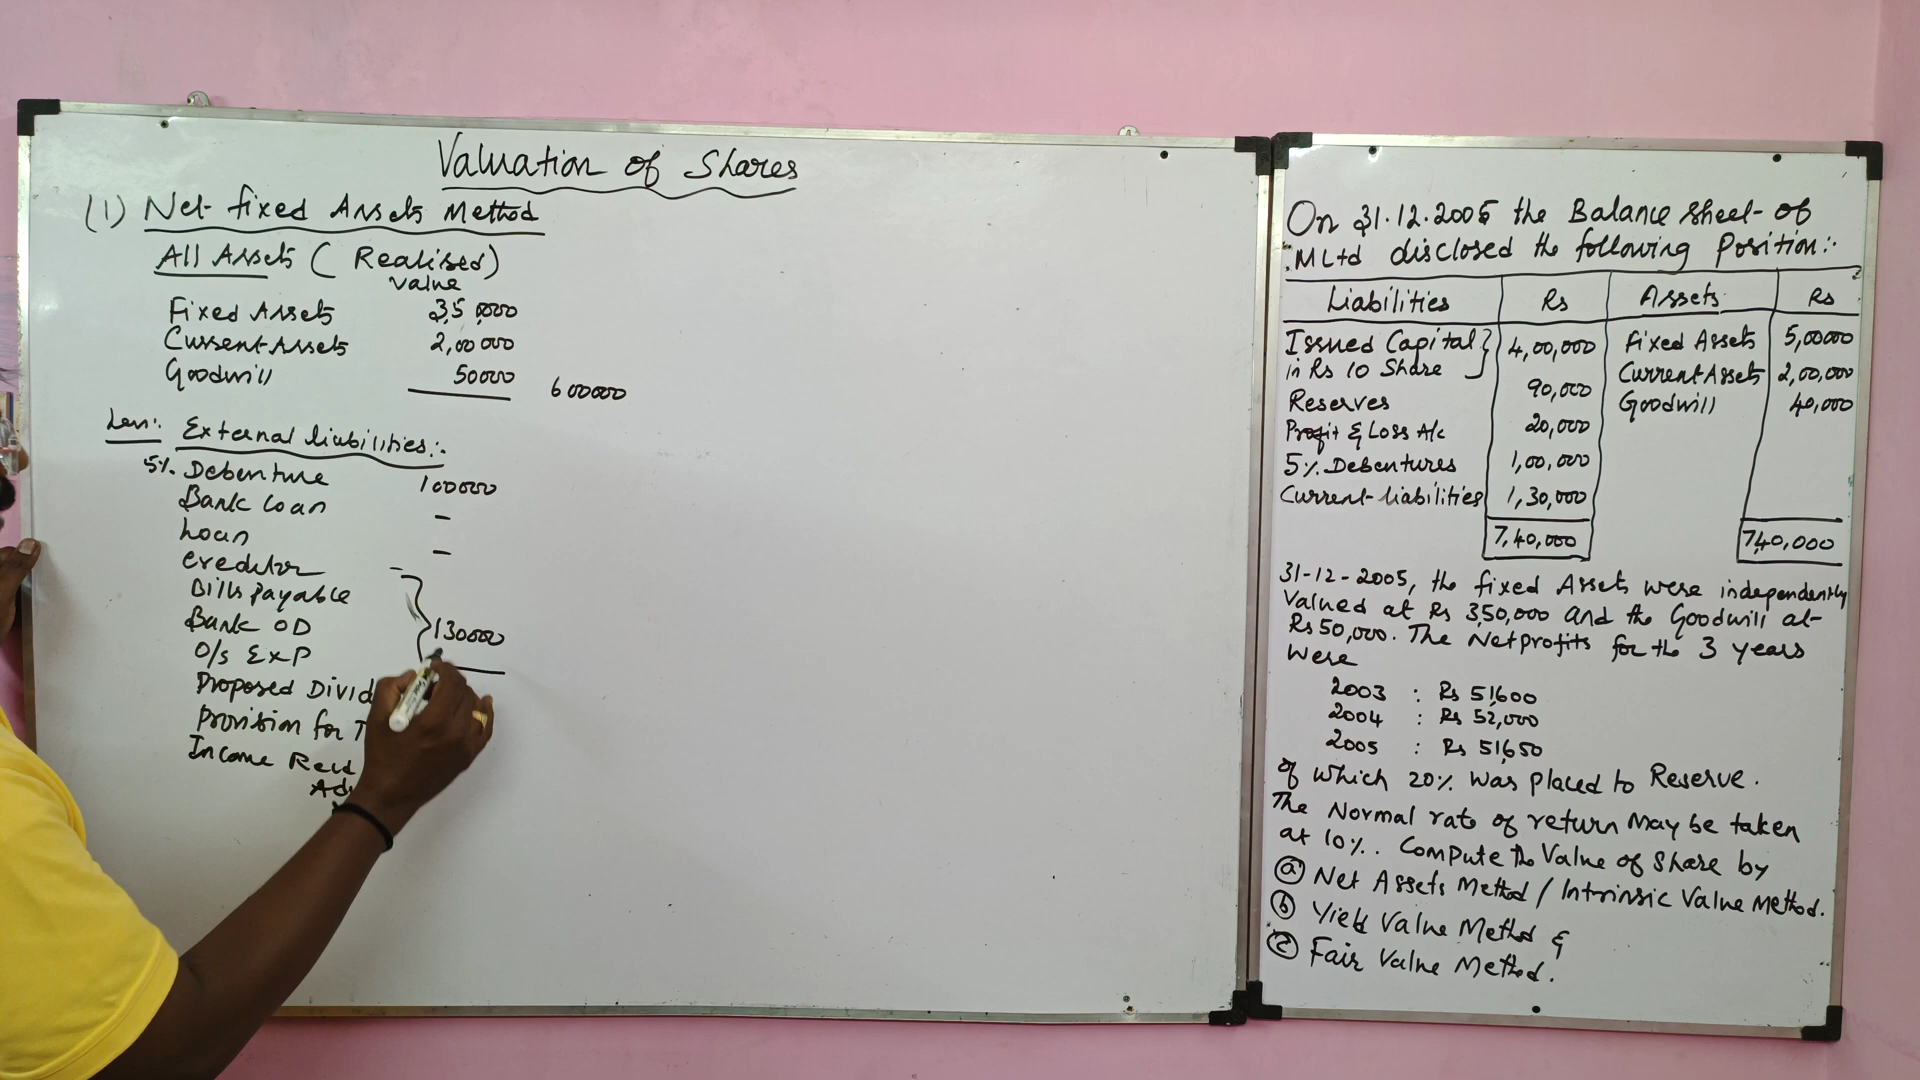 Valuation of Shares
(1) Net fixed Assets Method
All Assets ( Realised)
Value
Fixed Assets 3,5 0,000
Current Assets 2,00 000
Goodwill 50000 600000
Less: External liabilities:-
5% Debenture 100000
Bank loan -
Loan -
Creditor -
Bills payable
Bank OD 130000
O/s Exp
Proposed Divid
Provision for T
Income Recd
Adv
On 31.12.2005 the Balance sheet of
M Ltd disclosed the following Position:-
Liabilities Rs Assets Rs
Issued Capital } 4,00,000 Fixed Assets 5,00000
in Rs 10 Share Current Assets 2,00,000
Reserves 90,000 Goodwill 40,000
Profit & Loss A/c 20,000
5% Debentures 1,00,000
Current liabilities 1,30,000
7,40,000 7,40,000
31-12-2005, the fixed Assets were independently
Valued at Rs 3,50,000 and the Goodwill at
Rs 50,000. The Net profits for the 3 years
Were
2003 : Rs 51,600
2004 : Rs 52,000
2005 : Rs 51,650
of which 20% was placed to Reserve.
The Normal rate of return May be taken
at 10%. Compute the Value of share by
(a) Net Assets Method / Intrinsic Value Method.
(b) Yield Value Method &
(c) Fair Value Method.